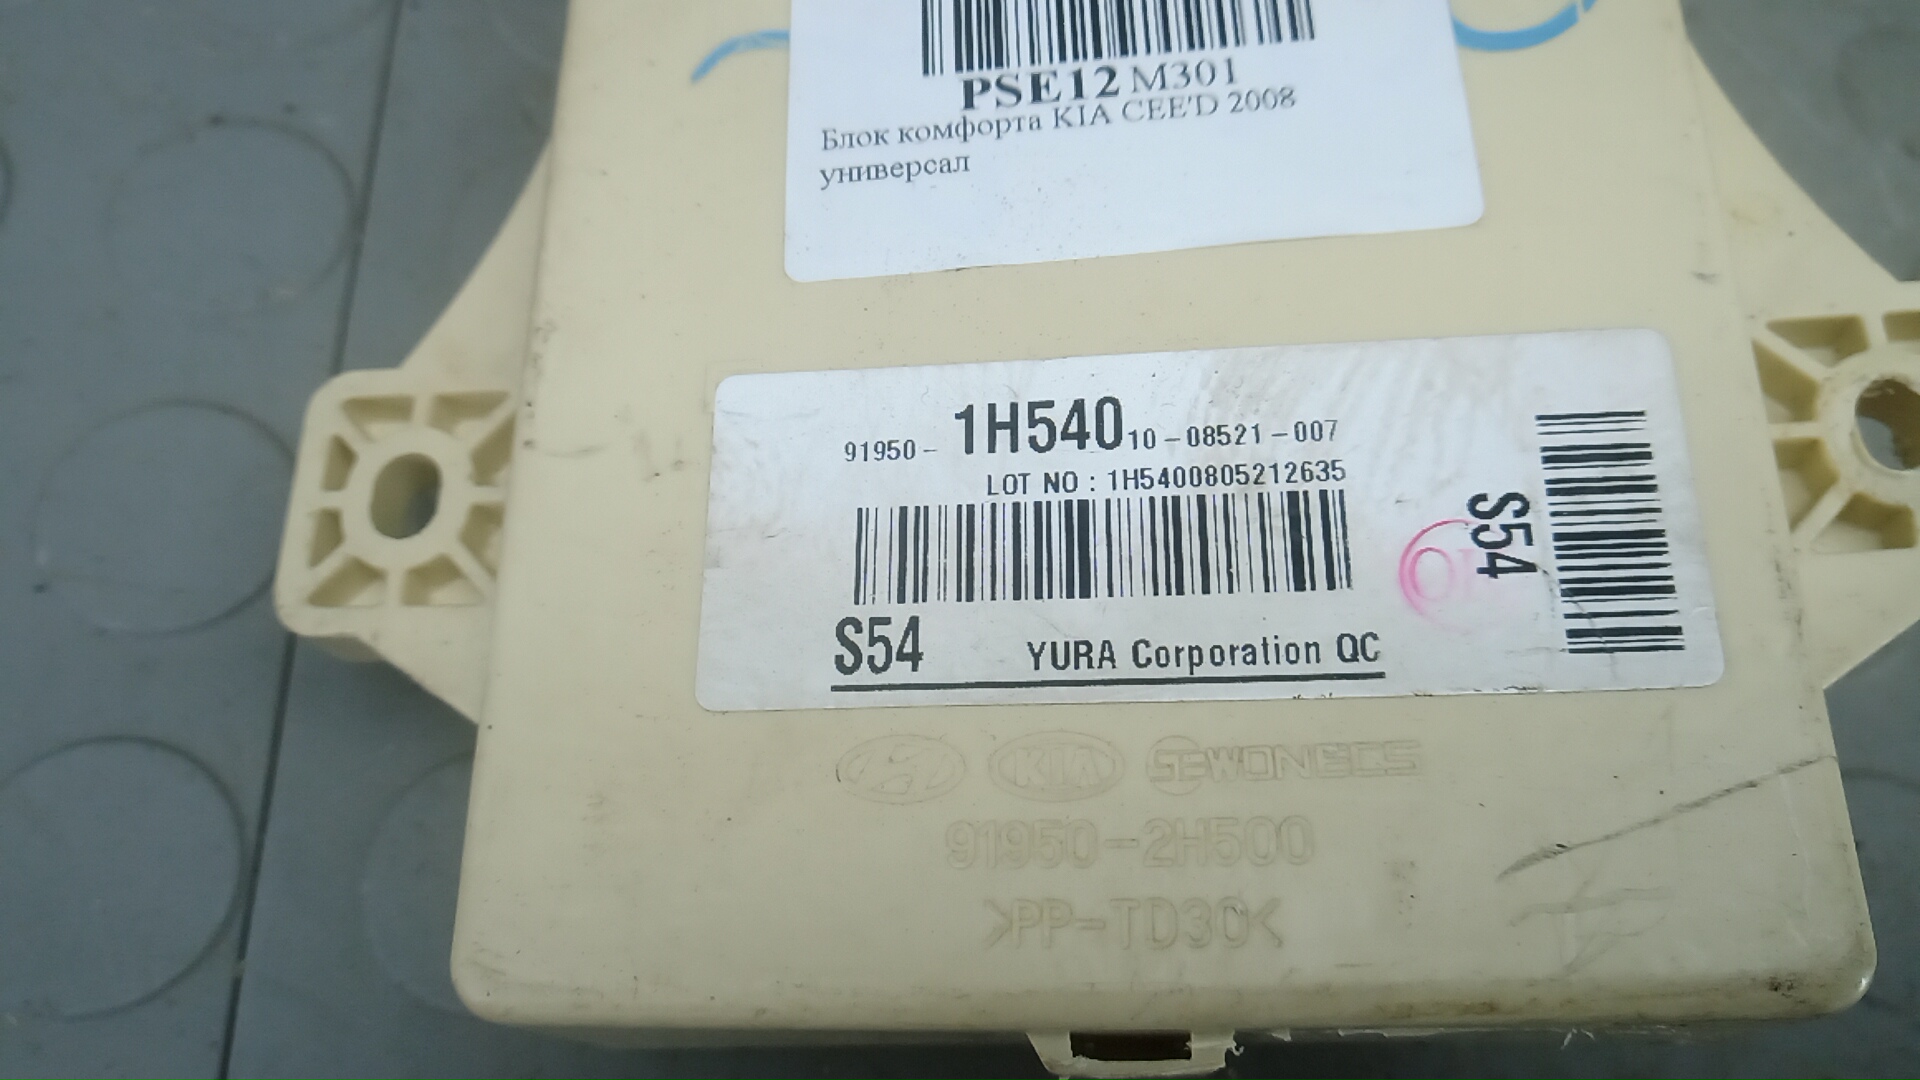 PSE12 M301
Блок комфорта KIA CEE'D 2008
универсал
91950- 1H540 10-08521-007
LOT NO : 1H5400805212635
S54
S54 YURA Corporation QC
KIA SEWONECS
91950-2H500
>PP-TD30<